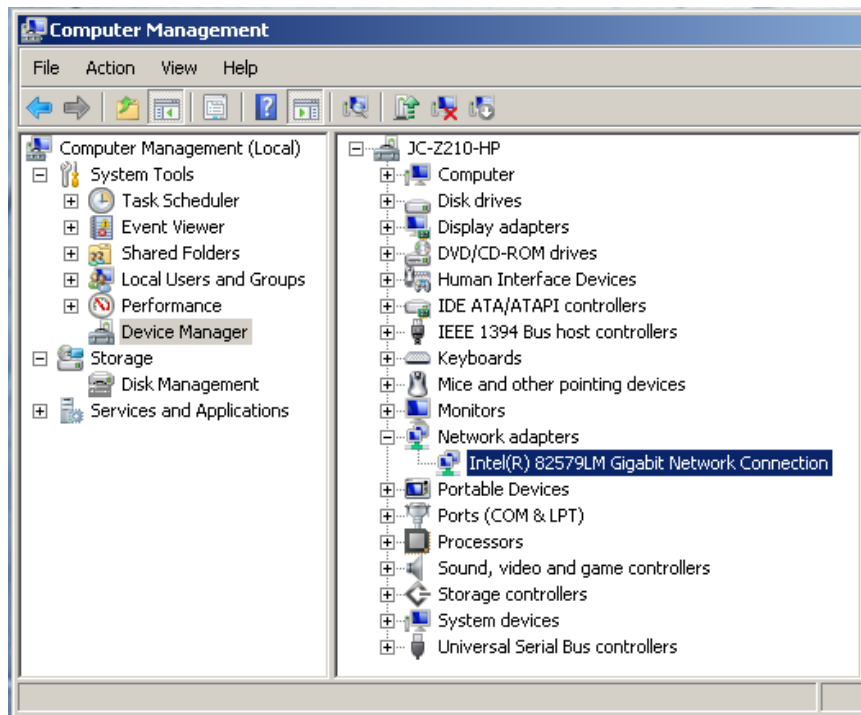 Computer Management
File Action View Help
Computer Management (Local)
System Tools
Task Scheduler
Event Viewer
Shared Folders
Local Users and Groups
Performance
Device Manager
Storage
Disk Management
Services and Applications
JC-Z210-HP
Computer
Disk drives
Display adapters
DVD/CD-ROM drives
Human Interface Devices
IDE ATA/ATAPI controllers
IEEE 1394 Bus host controllers
Keyboards
Mice and other pointing devices
Monitors
Network adapters
Intel(R) 82579LM Gigabit Network Connection
Portable Devices
Ports (COM & LPT)
Processors
Sound, video and game controllers
Storage controllers
System devices
Universal Serial Bus controllers